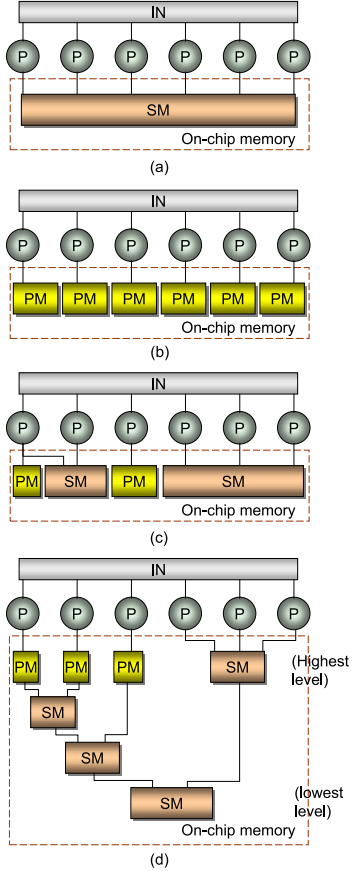 IN
P P P P P P
SM
On-chip memory
(a)
IN
P P P P P P
PM PM PM PM PM PM
On-chip memory
(b)
IN
P P P P P P
PM SM PM SM
On-chip memory
(c)
IN
P P P P P P
PM PM PM SM (Highest
level)
SM
SM
SM (lowest
level)
On-chip memory
(d)